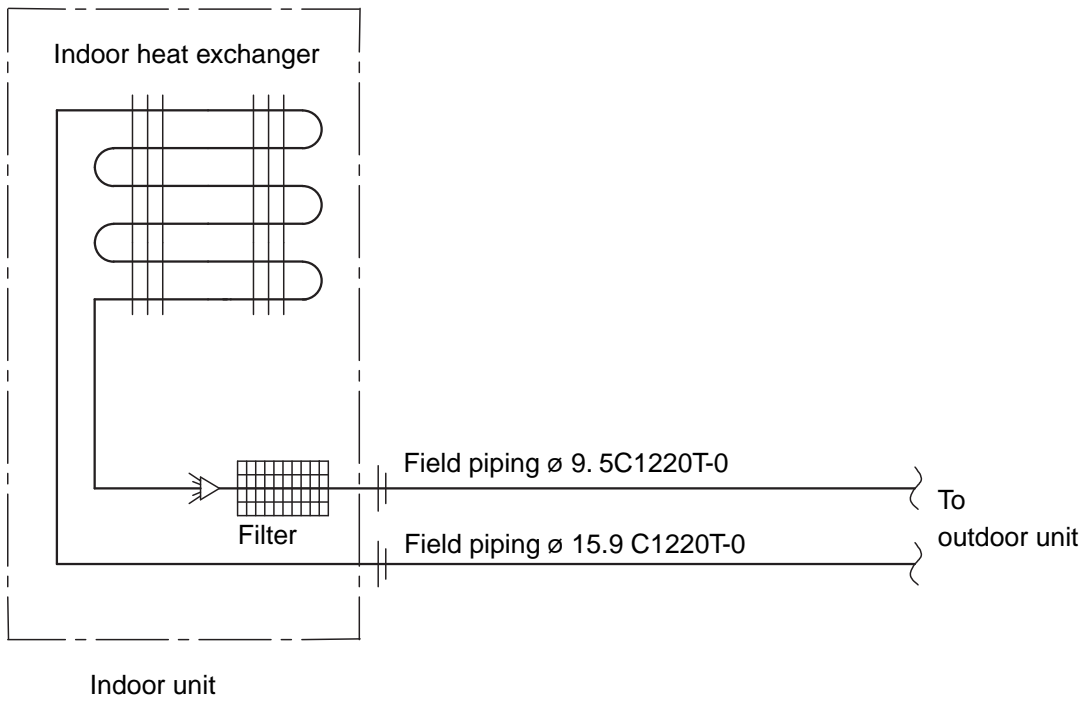 Indoor heat exchanger
Field piping ø 9. 5C1220T-0
Filter
Field piping ø 15.9 C1220T-0
To
outdoor unit
Indoor unit